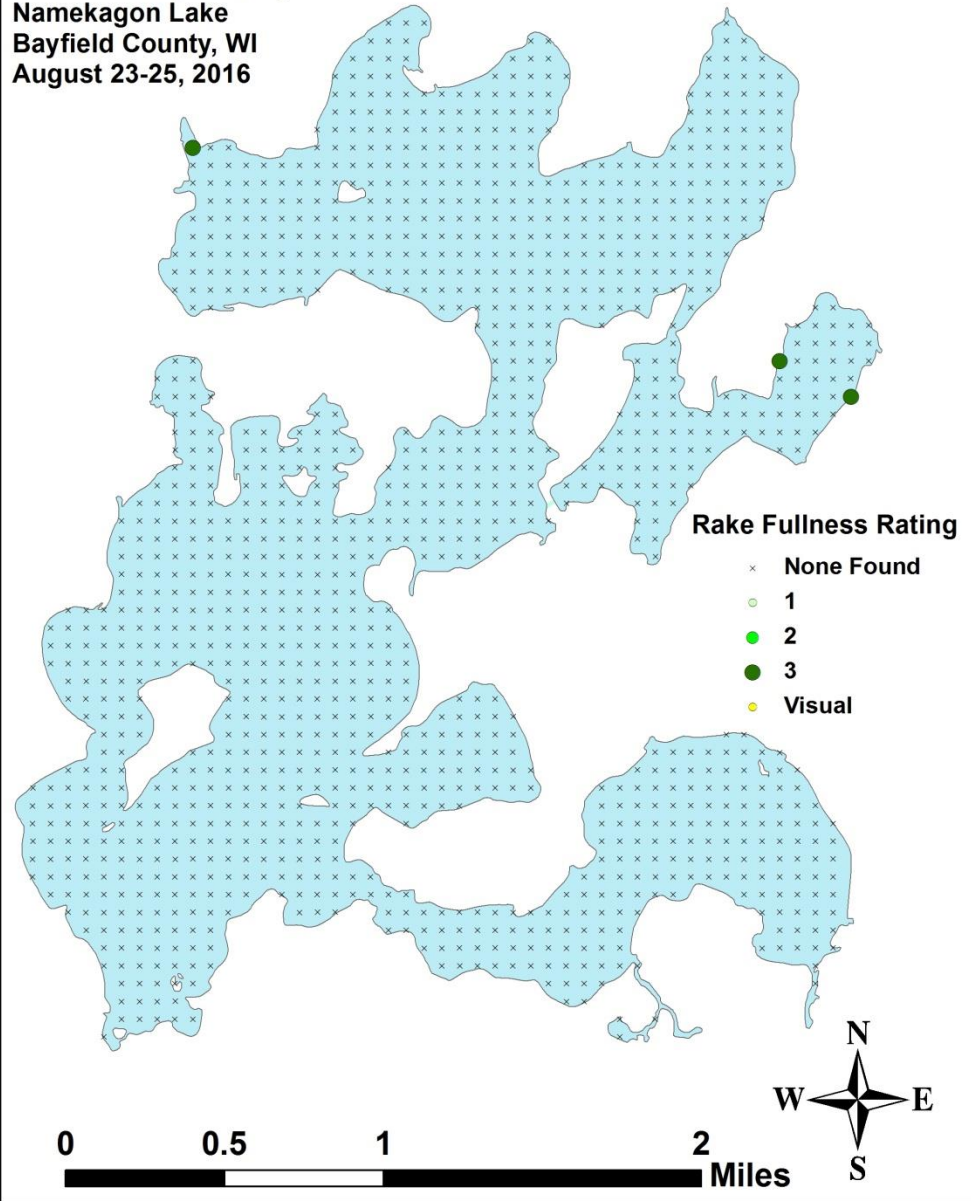 Namekagon Lake
Bayfield County, WI
August 23-25, 2016
Rake Fullness Rating
None Found
1
2
3
Visual
N
W E
S
0 0.5 1 2
Miles